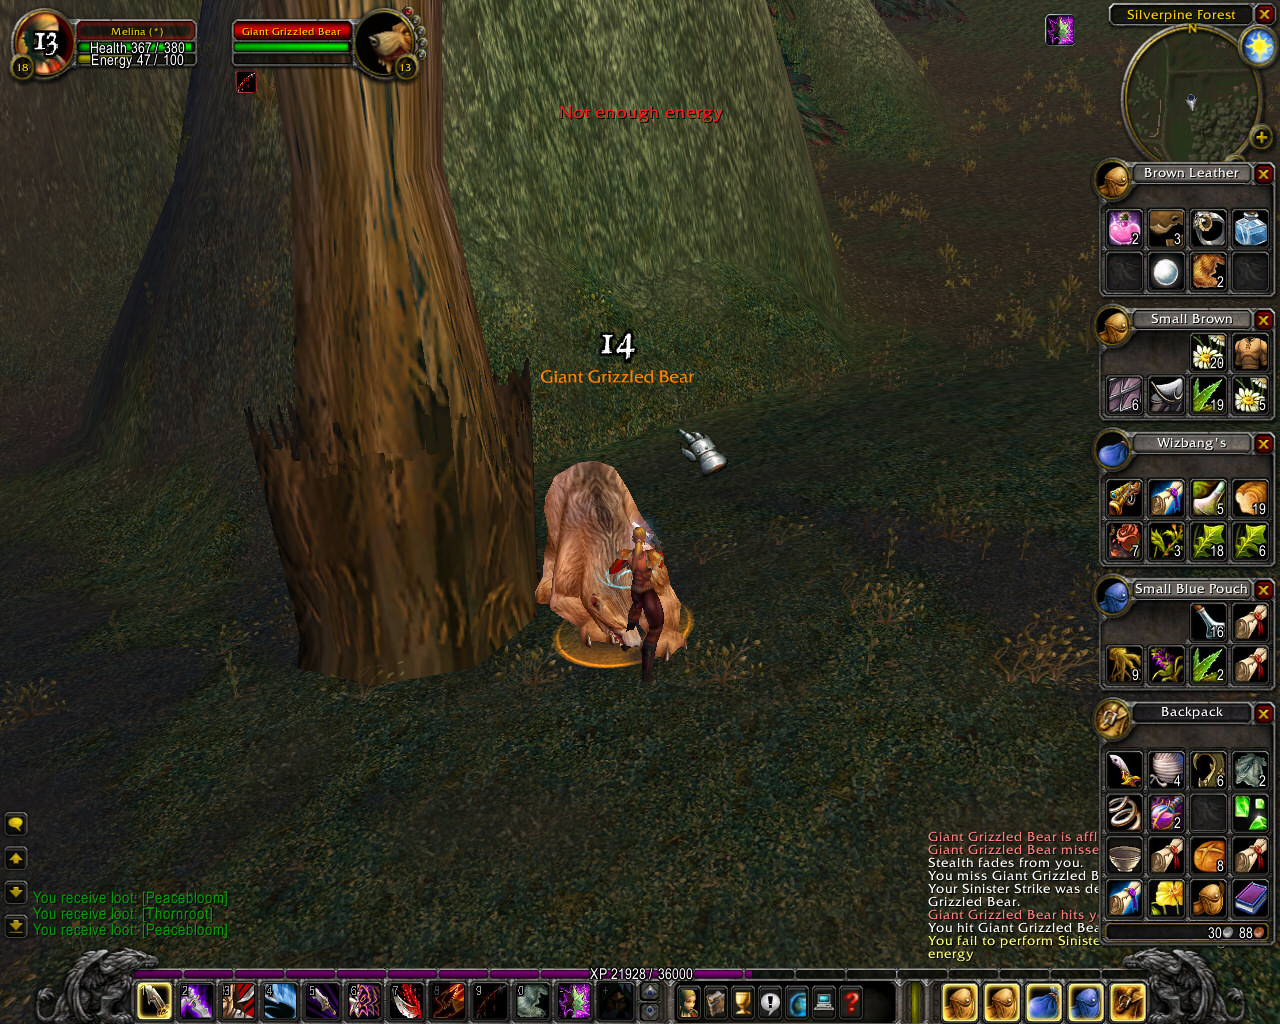 Melina (*)
13
Health 367 / 380
Energy 47 / 100
18
Giant Grizzled Bear
13
Silverpine Forest
N
Not enough energy
Brown Leather
2
3
2
14
Giant Grizzled Bear
Small Brown
20
6
19
5
Wizbang's
5
19
7
3
18
6
Small Blue Pouch
16
9
2
Backpack
4
6
2
2
8
30 88
Giant Grizzled Bear is affl
Giant Grizzled Bear misse
Stealth fades from you.
You miss Giant Grizzled B
Your Sinister Strike was de
Grizzled Bear.
Giant Grizzled Bear hits y
You hit Giant Grizzled Bea
You fail to perform Siniste
energy
You receive loot: [Peacebloom]
You receive loot: [Thornroot]
You receive loot: [Peacebloom]
XP 21928 / 36000
1 2 3 4 5 6 7 8 9 0 - +